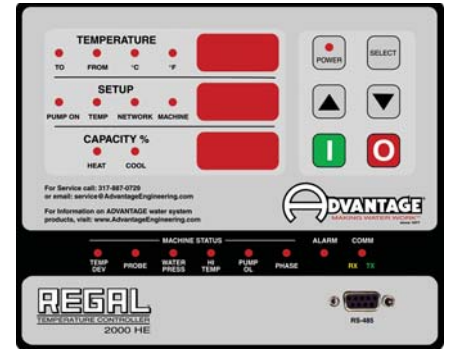 TEMPERATURE
TO FROM °C °F
POWER SELECT
SETUP
PUMP ON TEMP NETWORK MACHINE
CAPACITY %
HEAT COOL
I O
For Service call: 317-887-0729
or email: service@AdvantageEngineering.com
For Information on ADVANTAGE water system
products, visit: www.AdvantageEngineering.com
ADVANTAGE
MAKING WATER WORK
since 1977
MACHINE STATUS ALARM COMM
TEMP DEV PROBE WATER PRESS HI TEMP PUMP OL PHASE RX TX
REGAL
TEMPERATURE CONTROLLER
2000 HE
RS-485